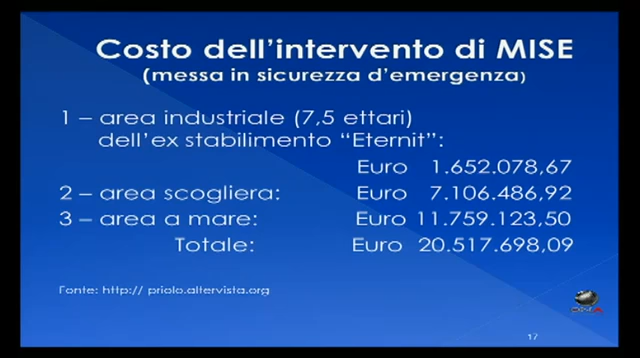 Costo dell'intervento di MISE
(messa in sicurezza d'emergenza)
1 – area industriale (7,5 ettari)
dell'ex stabilimento "Eternit":
Euro 1.652.078,67
2 – area scogliera: Euro 7.106.486,92
3 – area a mare: Euro 11.759.123,50
Totale: Euro 20.517.698,09
Fonte: http:// priolo.altervista.org
17